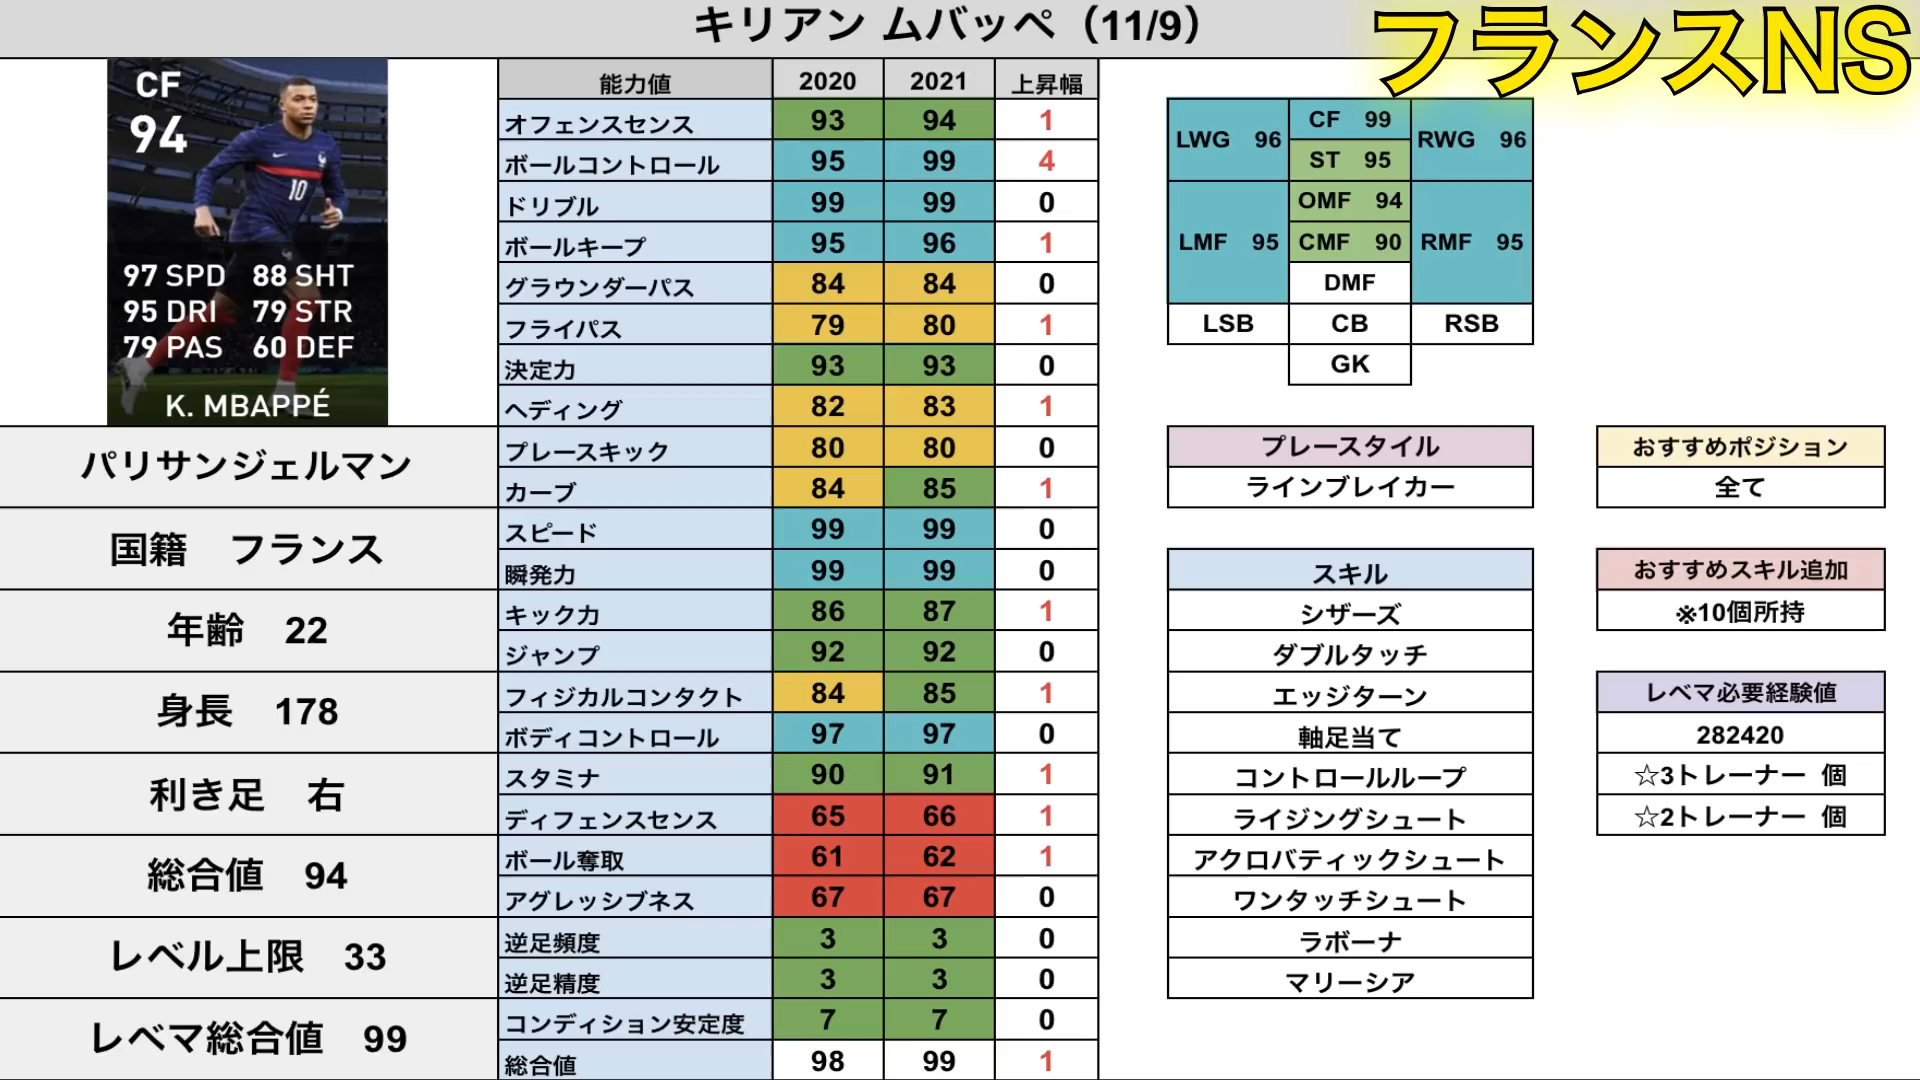 キリアン ムバッペ（11/9）
フランスNS
CF
94
10
97 SPD 88 SHT
95 DRI 79 STR
79 PAS 60 DEF
K. MBAPPÉ
パリサンジェルマン
国籍 フランス
年齢 22
身長 178
利き足 右
総合値 94
レベル上限 33
レベマ総合値 99
能力値 2020 2021 上昇幅
オフェンスセンス 93 94 1
ボールコントロール 95 99 4
ドリブル 99 99 0
ボールキープ 95 96 1
グラウンダーパス 84 84 0
フライパス 79 80 1
決定力 93 93 0
ヘディング 82 83 1
プレースキック 80 80 0
カーブ 84 85 1
スピード 99 99 0
瞬発力 99 99 0
キック力 86 87 1
ジャンプ 92 92 0
フィジカルコンタクト 84 85 1
ボディコントロール 97 97 0
スタミナ 90 91 1
ディフェンスセンス 65 66 1
ボール奪取 61 62 1
アグレッシブネス 67 67 0
逆足頻度 3 3 0
逆足精度 3 3 0
コンディション安定度 7 7 0
総合値 98 99 1
LWG 96 CF 99 RWG 96
ST 95
OMF 94
LMF 95 CMF 90 RMF 95
DMF
LSB CB RSB
GK
プレースタイル
ラインブレイカー
スキル
シザーズ
ダブルタッチ
エッジターン
軸足当て
コントロールループ
ライジングシュート
アクロバティックシュート
ワンタッチシュート
ラボーナ
マリーシア
おすすめポジション
全て
おすすめスキル追加
※10個所持
レベマ必要経験値
282420
☆3トレーナー 個
☆2トレーナー 個